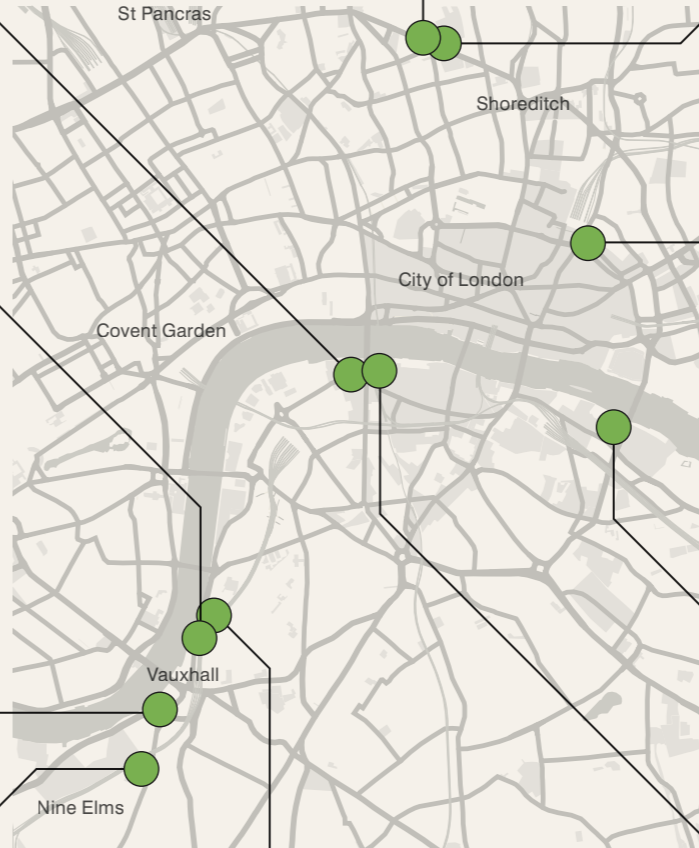 St Pancras
Shoreditch
City of London
Covent Garden
Vauxhall
Nine Elms